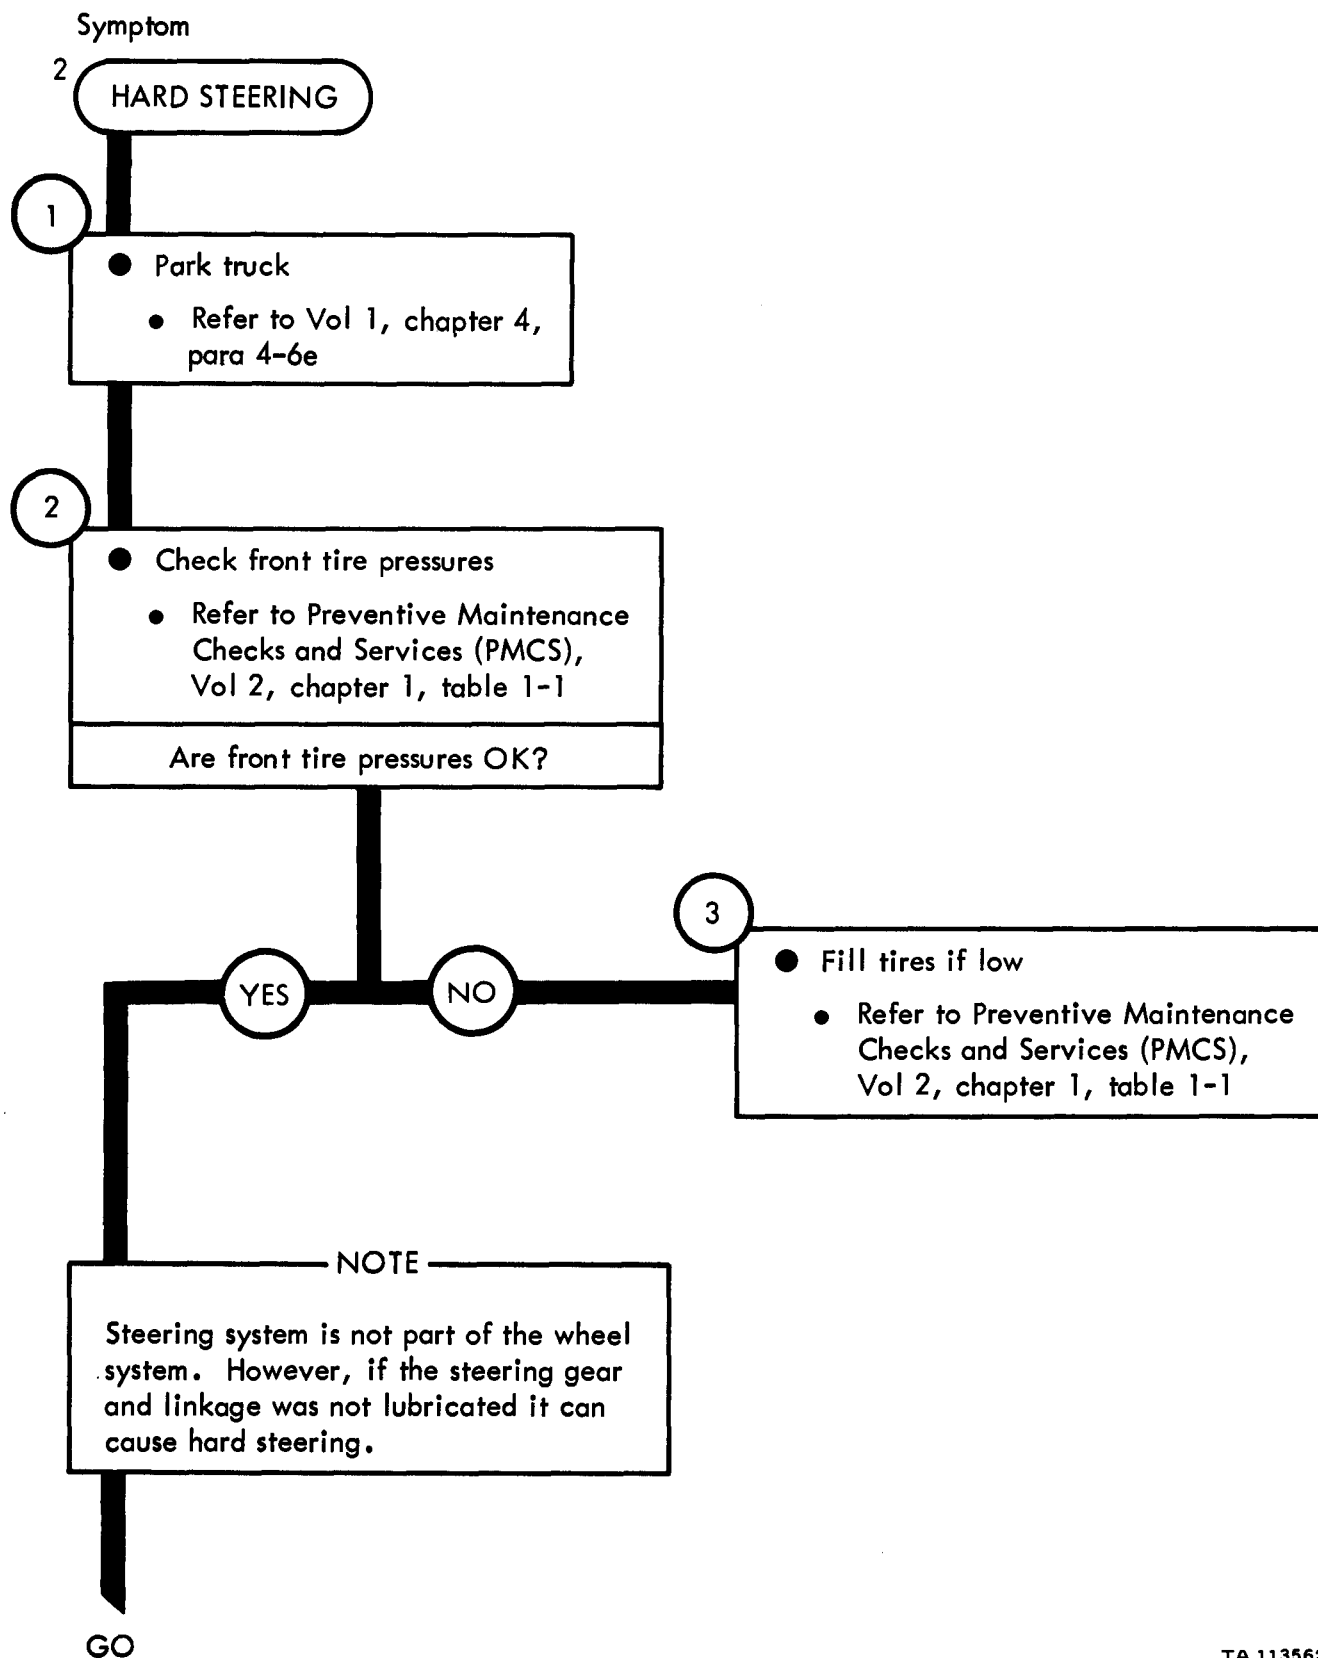 Symptom
2
HARD STEERING
1
● Park truck
● Refer to Vol 1, chapter 4,
para 4-6e
2
● Check front tire pressures
● Refer to Preventive Maintenance
Checks and Services (PMCS),
Vol 2, chapter 1, table 1-1
Are front tire pressures OK?
YES
NO
3
● Fill tires if low
● Refer to Preventive Maintenance
Checks and Services (PMCS),
Vol 2, chapter 1, table 1-1
NOTE
Steering system is not part of the wheel
system. However, if the steering gear
and linkage was not lubricated it can
cause hard steering.
GO
TA